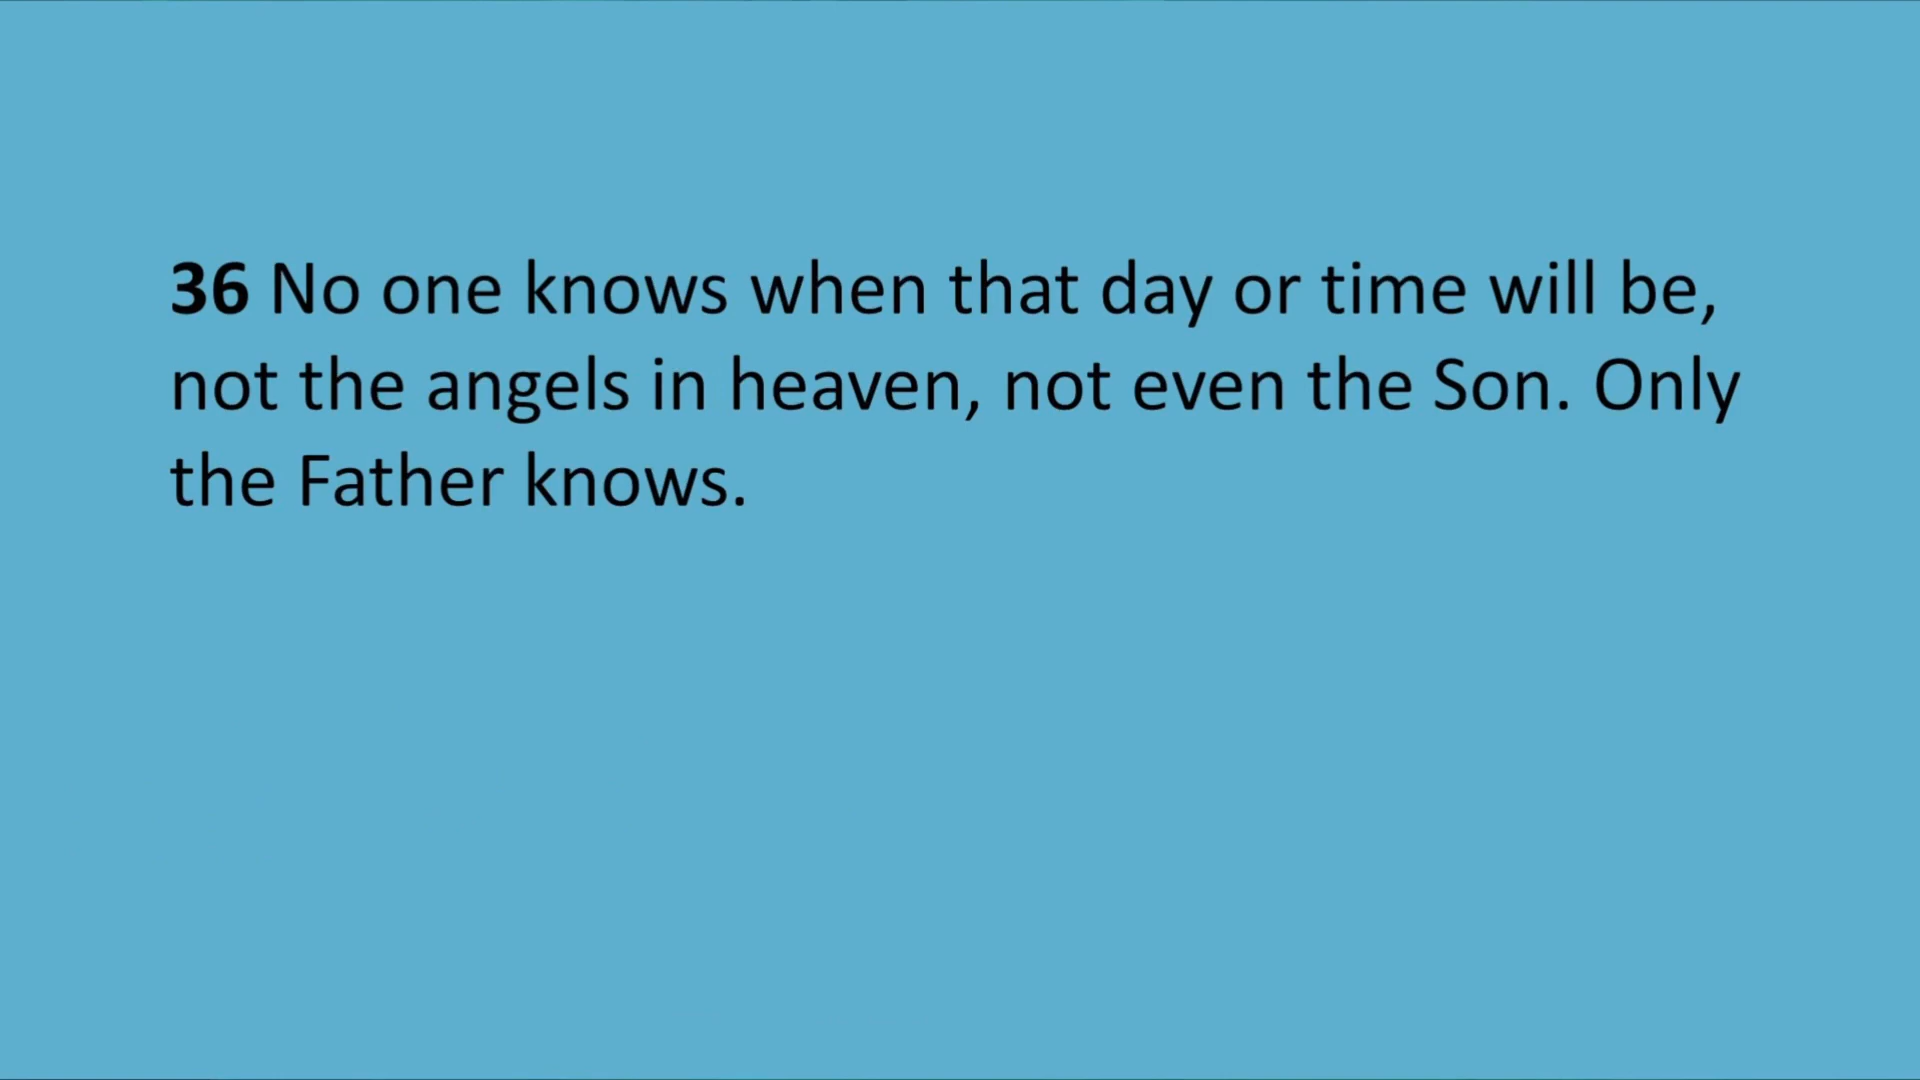 36 No one knows when that day or time will be,
not the angels in heaven, not even the Son. Only
the Father knows.